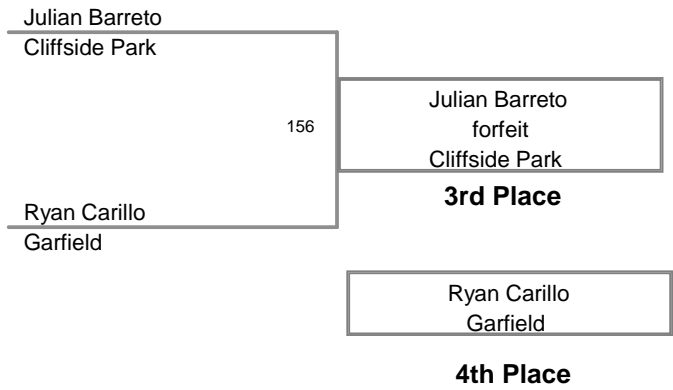 Julian Barreto
Cliffside Park
156
Julian Barreto
forfeit
Cliffside Park
3rd Place
Ryan Carillo
Garfield
Ryan Carillo
Garfield
4th Place